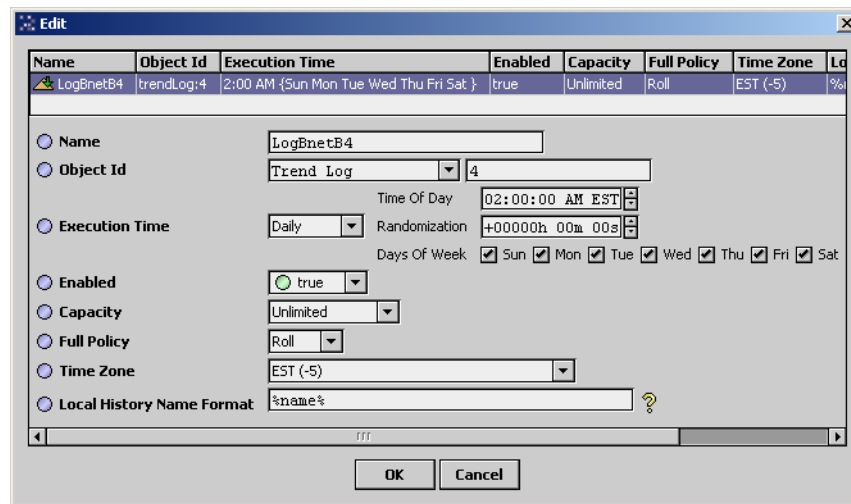 Edit
Name Object Id Execution Time Enabled Capacity Full Policy Time Zone Lo
LogBnetB4 trendLog:4 2:00 AM {Sun Mon Tue Wed Thu Fri Sat } true Unlimited Roll EST (-5)
Name LogBnetB4
Object Id Trend Log 4
Time Of Day 02:00:00 AM EST
Execution Time Daily Randomization +00000h 00m 00s
Days Of Week Sun Mon Tue Wed Thu Fri Sat
Enabled true
Capacity Unlimited
Full Policy Roll
Time Zone EST (-5)
Local History Name Format %name% ?
OK Cancel